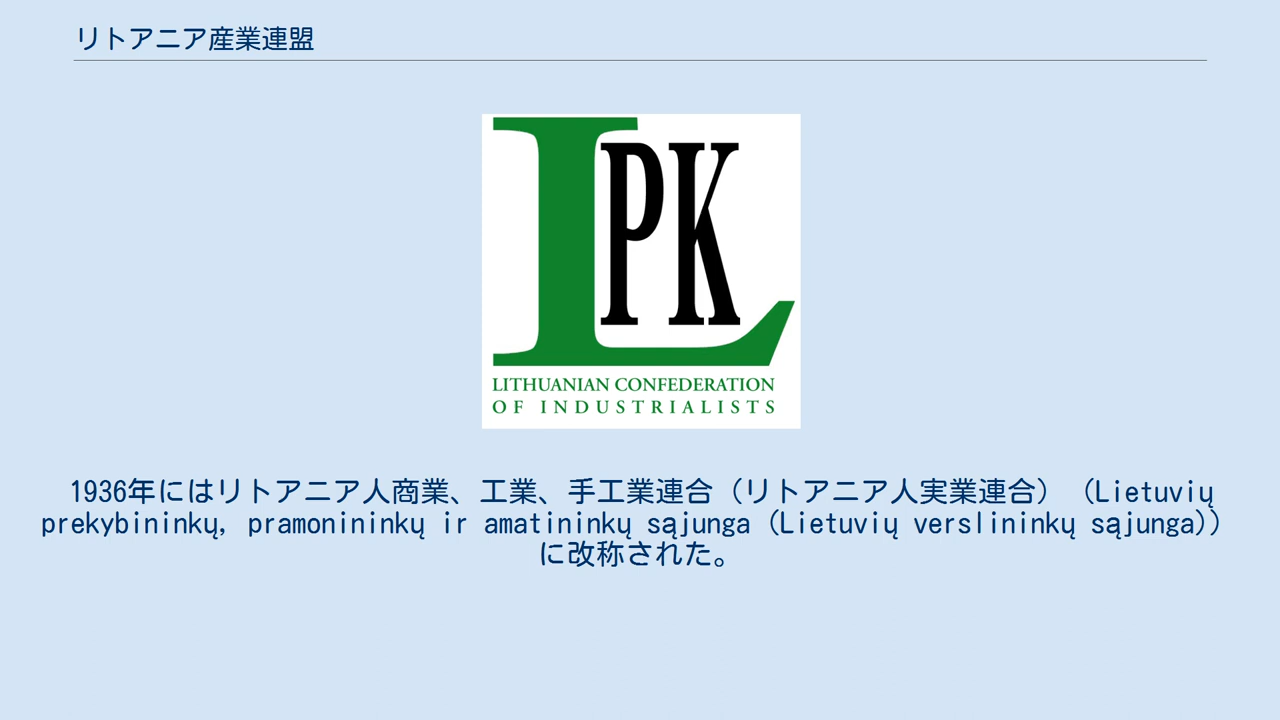 リトアニア産業連盟
LPK
LITHUANIAN CONFEDERATION
OF INDUSTRIALISTS
1936年にはリトアニア人商業、工業、手工業連合（リトアニア人実業連合）（Lietuvių
prekybininkų, pramonininkų ir amatininkų sąjunga (Lietuvių verslininkų sąjunga)）
に改称された。